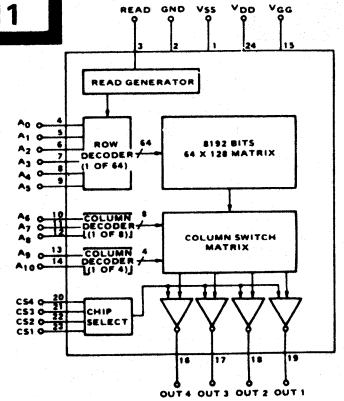 11
READ GND VSS VDD VGG
3 2 1 24 15
READ GENERATOR
A0 4
A1 5
A2 6
A3 7
A4 8
A5 9
ROW
DECODER
(1 OF 64)
64
8192 BITS
64 X 128 MATRIX
A6 10
A7 11
A8 12
COLUMN
DECODER
(1 OF 8)
8
A9 13
A10 14
COLUMN
DECODER
(1 OF 4)
4
COLUMN SWITCH
MATRIX
CS4 20
CS3 21
CS2 22
CS1 23
CHIP
SELECT
16 17 18 19
OUT 4 OUT 3 OUT 2 OUT 1